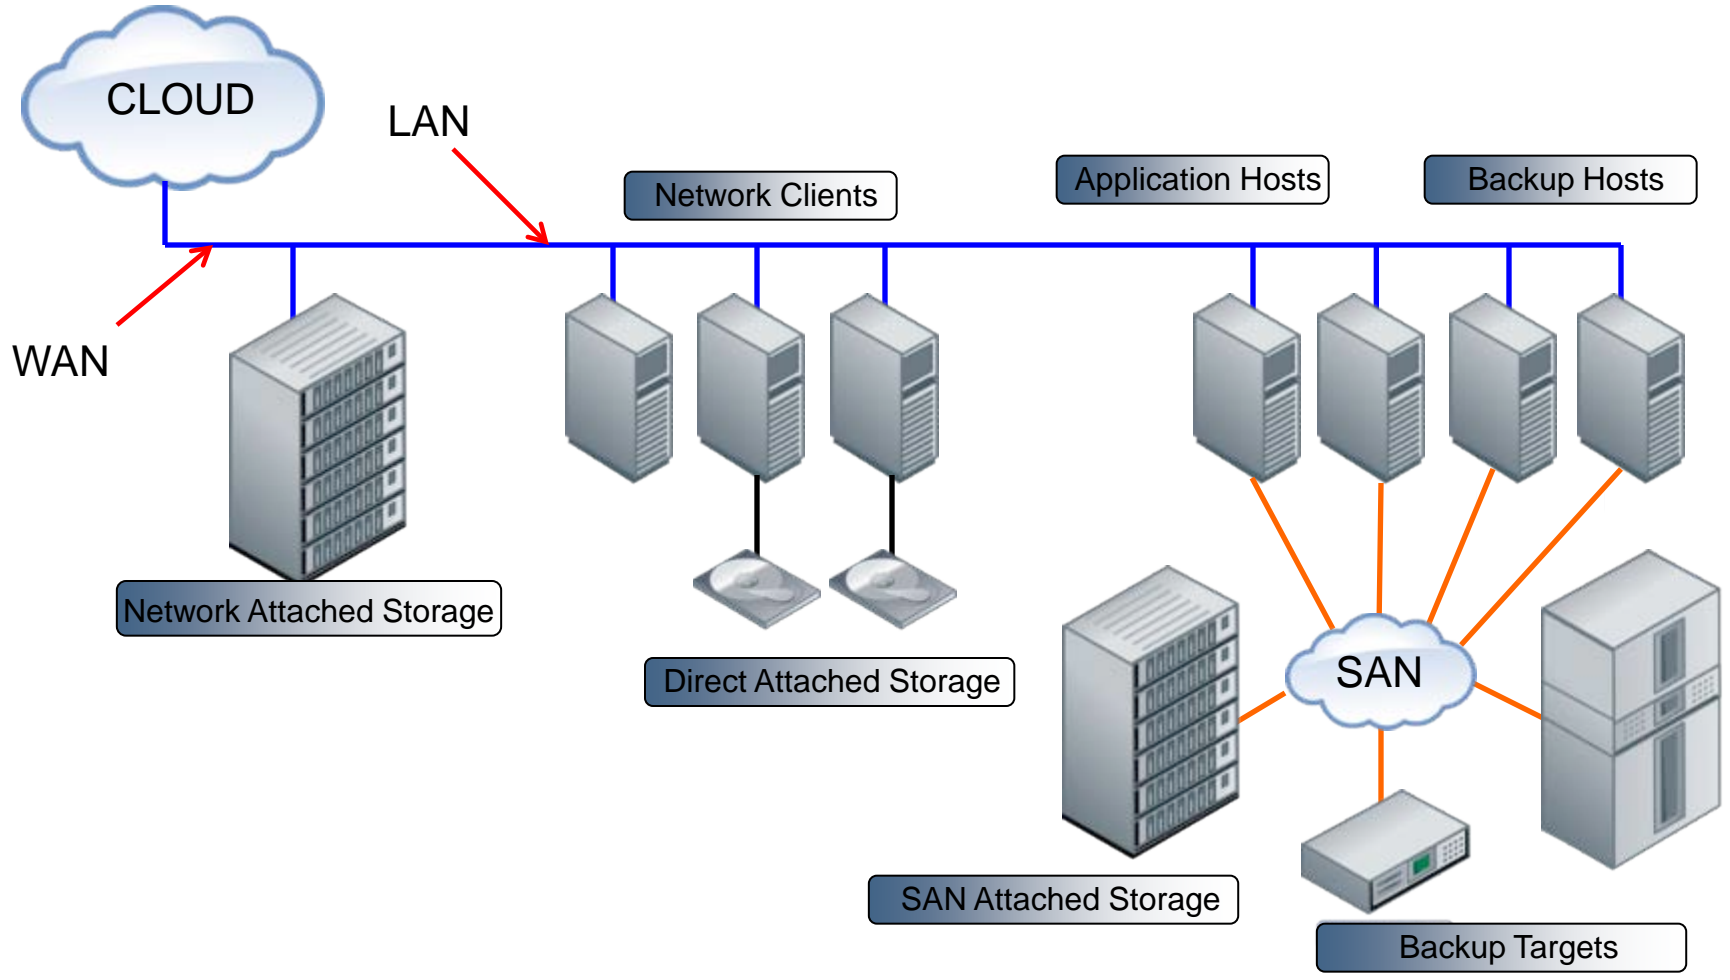 CLOUD
LAN
Network Clients
Application Hosts
Backup Hosts
WAN
Network Attached Storage
Direct Attached Storage
SAN
SAN Attached Storage
Backup Targets